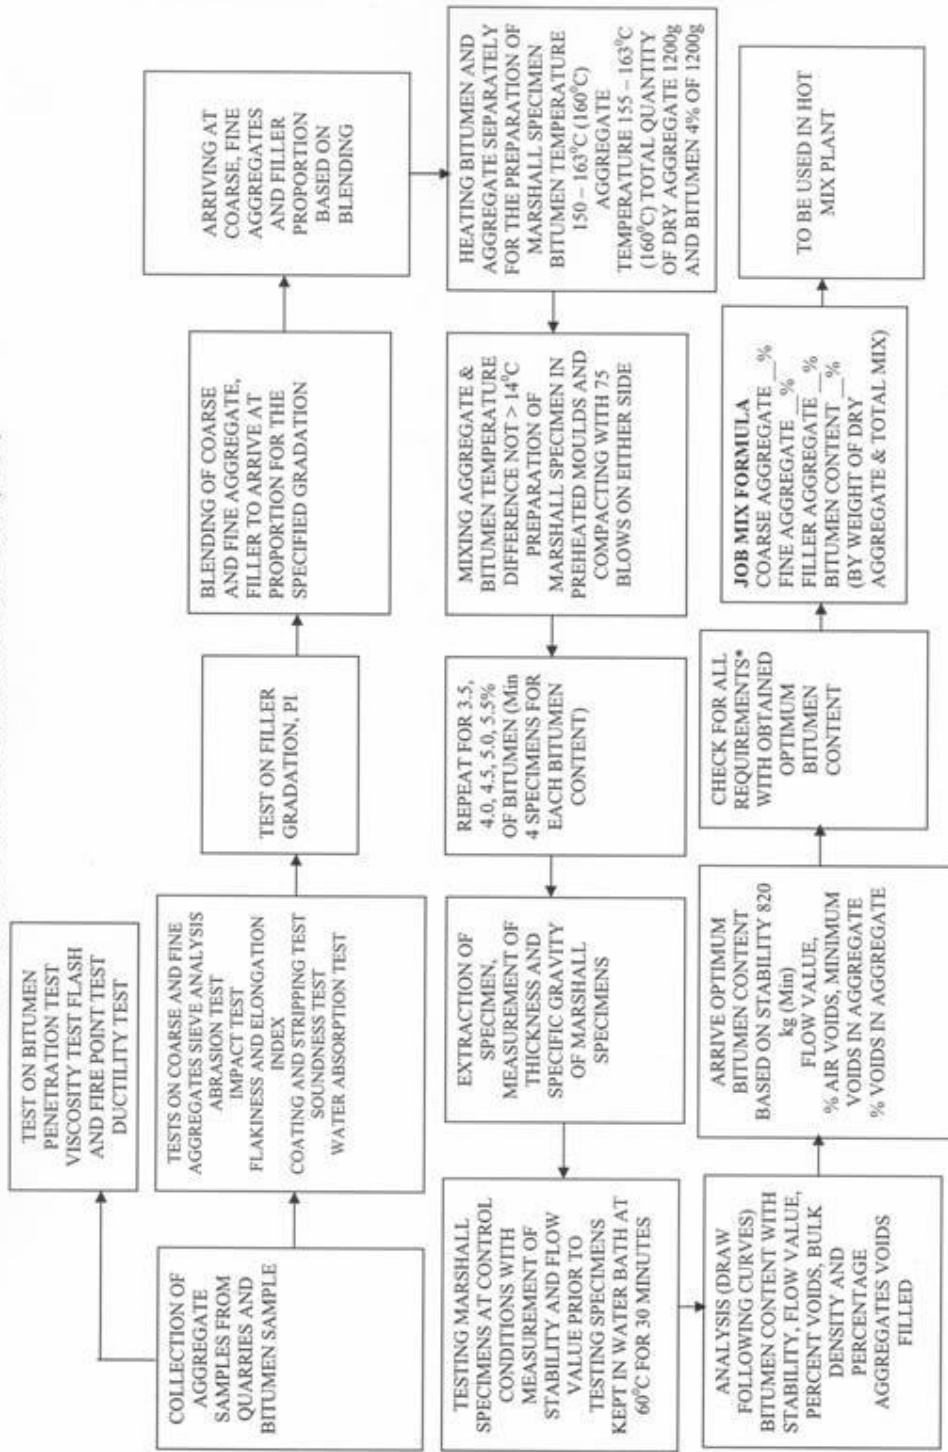 TEST ON BITUMEN
PENETRATION TEST
VISCOSITY TEST FLASH
AND FIRE POINT TEST
DUCTILITY TEST
COLLECTION OF
AGGREGATE
SAMPLES FROM
QUARRIES AND
BITUMEN SAMPLE
TESTS ON COARSE AND FINE
AGGREGATES SIEVE ANALYSIS
ABRASION TEST
IMPACT TEST
FLAKINESS AND ELONGATION
INDEX
COATING AND STRIPPING TEST
SOUNDNESS TEST
WATER ABSORPTION TEST
TEST ON FILLER
GRADATION, PI
BLENDING OF COARSE
AND FINE AGGREGATE,
FILLER TO ARRIVE AT
PROPORTION FOR THE
SPECIFIED GRADATION
ARRIVING AT
COARSE, FINE
AGGREGATES
AND FILLER
PROPORTION
BASED ON
BLENDING
HEATING BITUMEN AND
AGGREGATE SEPARATELY
FOR THE PREPARATION OF
MARSHALL SPECIMEN
BITUMEN TEMPERATURE
150 – 163⁰C (160⁰C)
AGGREGATE
TEMPERATURE 155 – 163⁰C
(160⁰C) TOTAL QUANTITY
OF DRY AGGREGATE 1200g
AND BITUMEN 4% OF 1200g
MIXING AGGREGATE &
BITUMEN TEMPERATURE
DIFFERENCE NOT > 14⁰C
PREPARATION OF
MARSHALL SPECIMEN IN
PREHEATED MOULDS AND
COMPACTING WITH 75
BLOWS ON EITHER SIDE
REPEAT FOR 3.5,
4.0, 4.5, 5.0, 5.5%
OF BITUMEN (Min
4 SPECIMENS FOR
EACH BITUMEN
CONTENT)
EXTRACTION OF
SPECIMEN,
MEASUREMENT OF
THICKNESS AND
SPECIFIC GRAVITY
OF MARSHALL
SPECIMENS
TESTING MARSHALL
SPECIMENS AT CONTROL
CONDITIONS WITH
MEASUREMENT OF
STABILITY AND FLOW
VALUE PRIOR TO
TESTING SPECIMENS
KEPT IN WATER BATH AT
60⁰C FOR 30 MINUTES
ANALYSIS (DRAW
FOLLOWING CURVES)
BITUMEN CONTENT WITH
STABILITY, FLOW VALUE,
PERCENT VOIDS, BULK
DENSITY AND
PERCENTAGE
AGGREGATES VOIDS
FILLED
ARRIVE OPTIMUM
BITUMEN CONTENT
BASED ON STABILITY 820
kg (Min)
FLOW VALUE,
% AIR VOIDS, MINIMUM
VOIDS IN AGGREGATE
% VOIDS IN AGGREGATE
CHECK FOR ALL
REQUIREMENTS*
WITH OBTAINED
OPTIMUM
BITUMEN
CONTENT
JOB MIX FORMULA
COARSE AGGREGATE __%
FINE AGGREGATE __%
FILLER AGGREGATE __%
BITUMEN CONTENT__%
(BY WEIGHT OF DRY
AGGREGATE & TOTAL MIX)
TO BE USED IN HOT
MIX PLANT